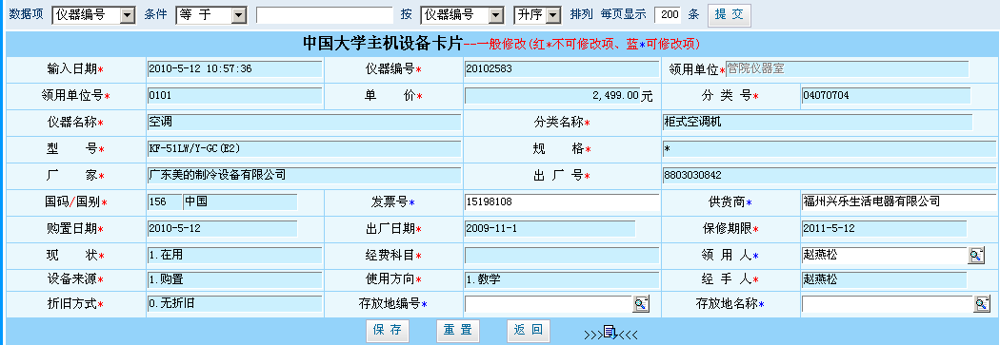 数据项 仪器编号 条件 等 于 按 仪器编号 升序 排列 每页显示 200 条 提 交
中国大学主机设备卡片--一般修改(红*不可修改项、蓝*可修改项)
输入日期* 2010-5-12 10:57:36 仪器编号* 20102583 领用单位* 管院仪器室
领用单位号* 0101 单 价* 2,499.00 元 分 类 号* 04070704
仪器名称* 空调 分类名称* 柜式空调机
型 号* KF-51LW/Y-GC(E2) 规 格* *
厂 家* 广东美的制冷设备有限公司 出 厂 号* 8803030842
国码/国别* 156 中国 发票号* 15198108 供货商* 福州兴乐生活电器有限公司
购置日期* 2010-5-12 出厂日期* 2009-11-1 保修期限* 2011-5-12
现 状* 1.在用 经费科目* 领 用 人* 赵燕松
设备来源* 1.购置 使用方向* 1.教学 经 手 人* 赵燕松
折旧方式* 0.无折旧 存放地编号* 存放地名称*
保 存 重 置 返 回 >>> <<<